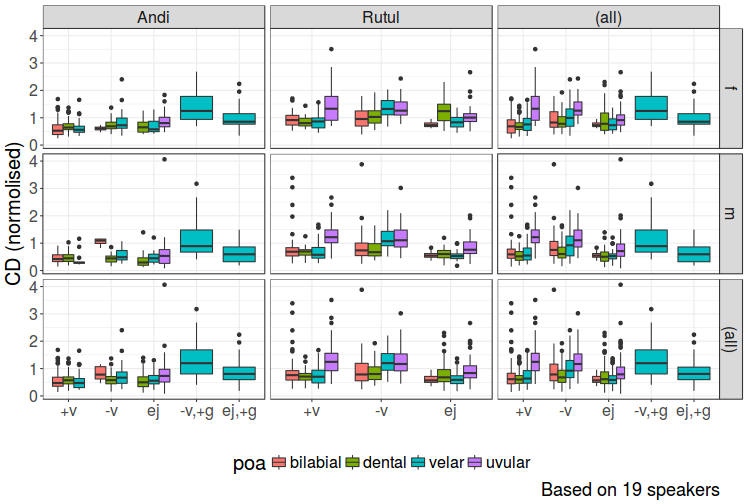 Andi Rutul (all)
4
3
2
1
0
f
4
3
2
1
0
m
4
3
2
1
0
(all)
CD (normolised)
+v -v ej -v,+g ej,+g +v -v ej +v -v ej -v,+g ej,+g
poa bilabial dental velar uvular
Based on 19 speakers